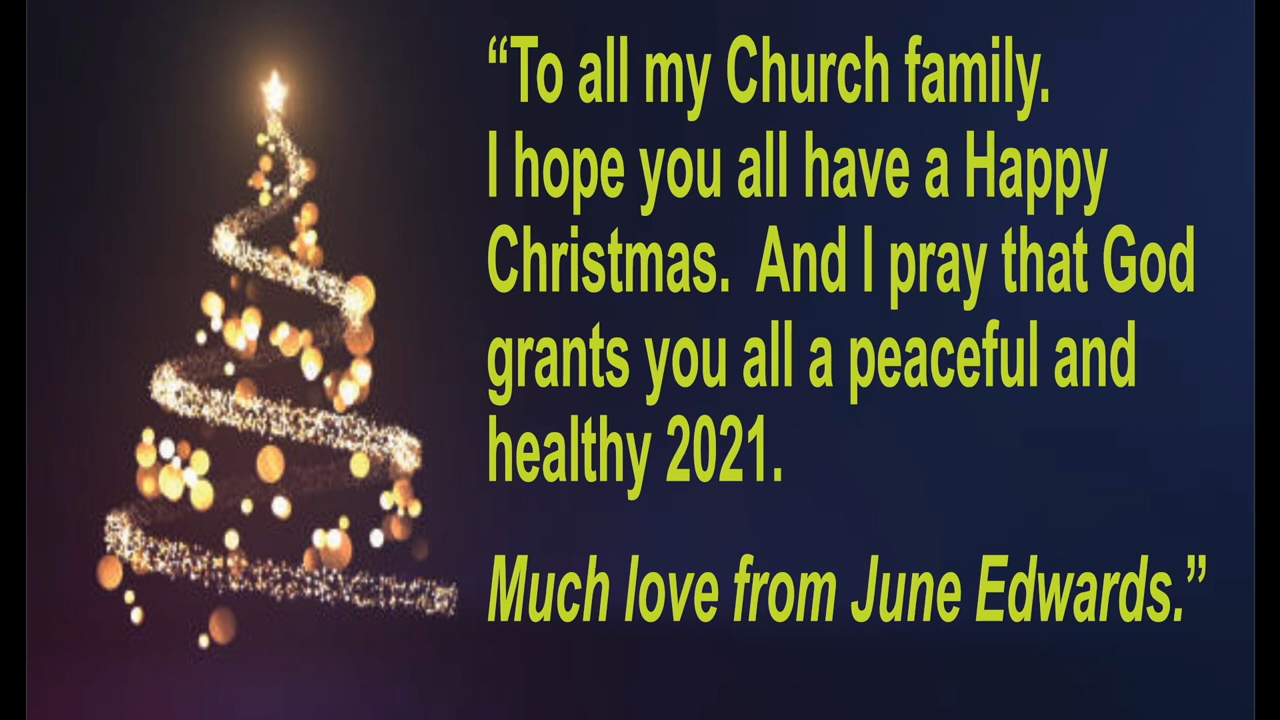 “To all my Church family.
I hope you all have a Happy
Christmas.  And I pray that God
grants you all a peaceful and
healthy 2021.
Much love from June Edwards.”